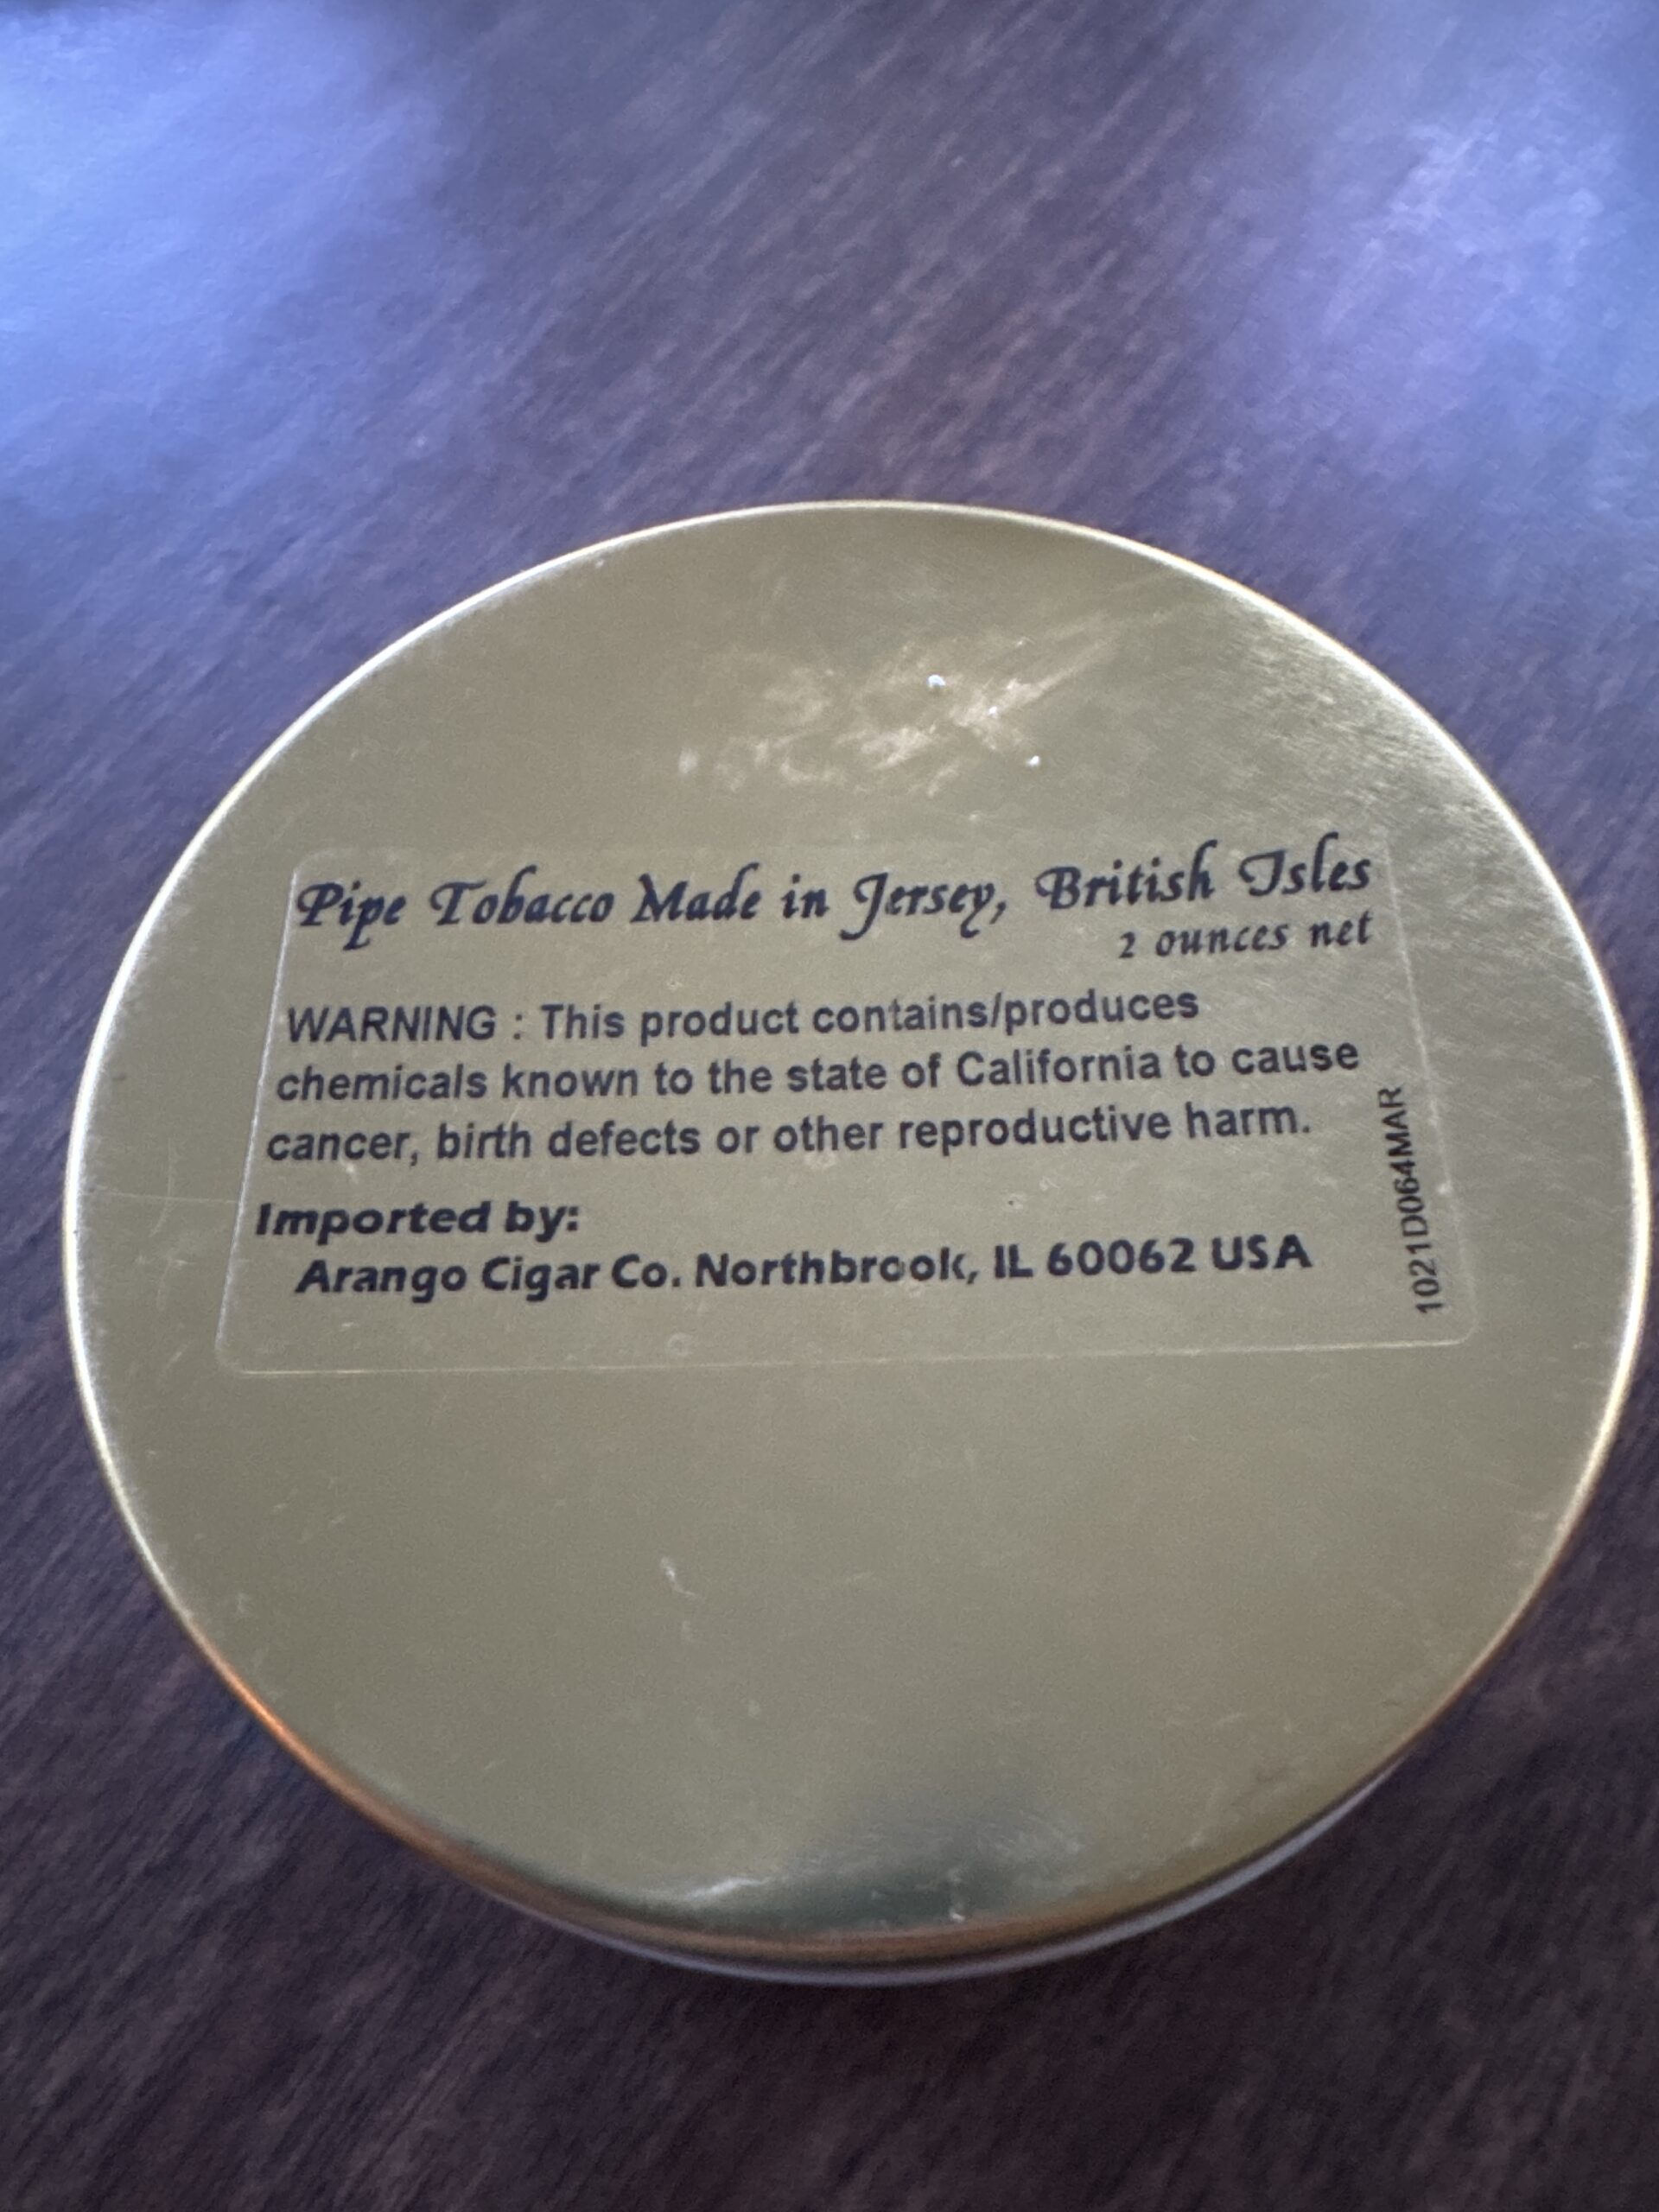 Pipe Tobacco Made in Jersey, British Isles
2 ounces net
WARNING : This product contains/produces
chemicals known to the state of California to cause
cancer, birth defects or other reproductive harm.
Imported by:
Arango Cigar Co. Northbrook, IL 60062 USA
1021D064MAR